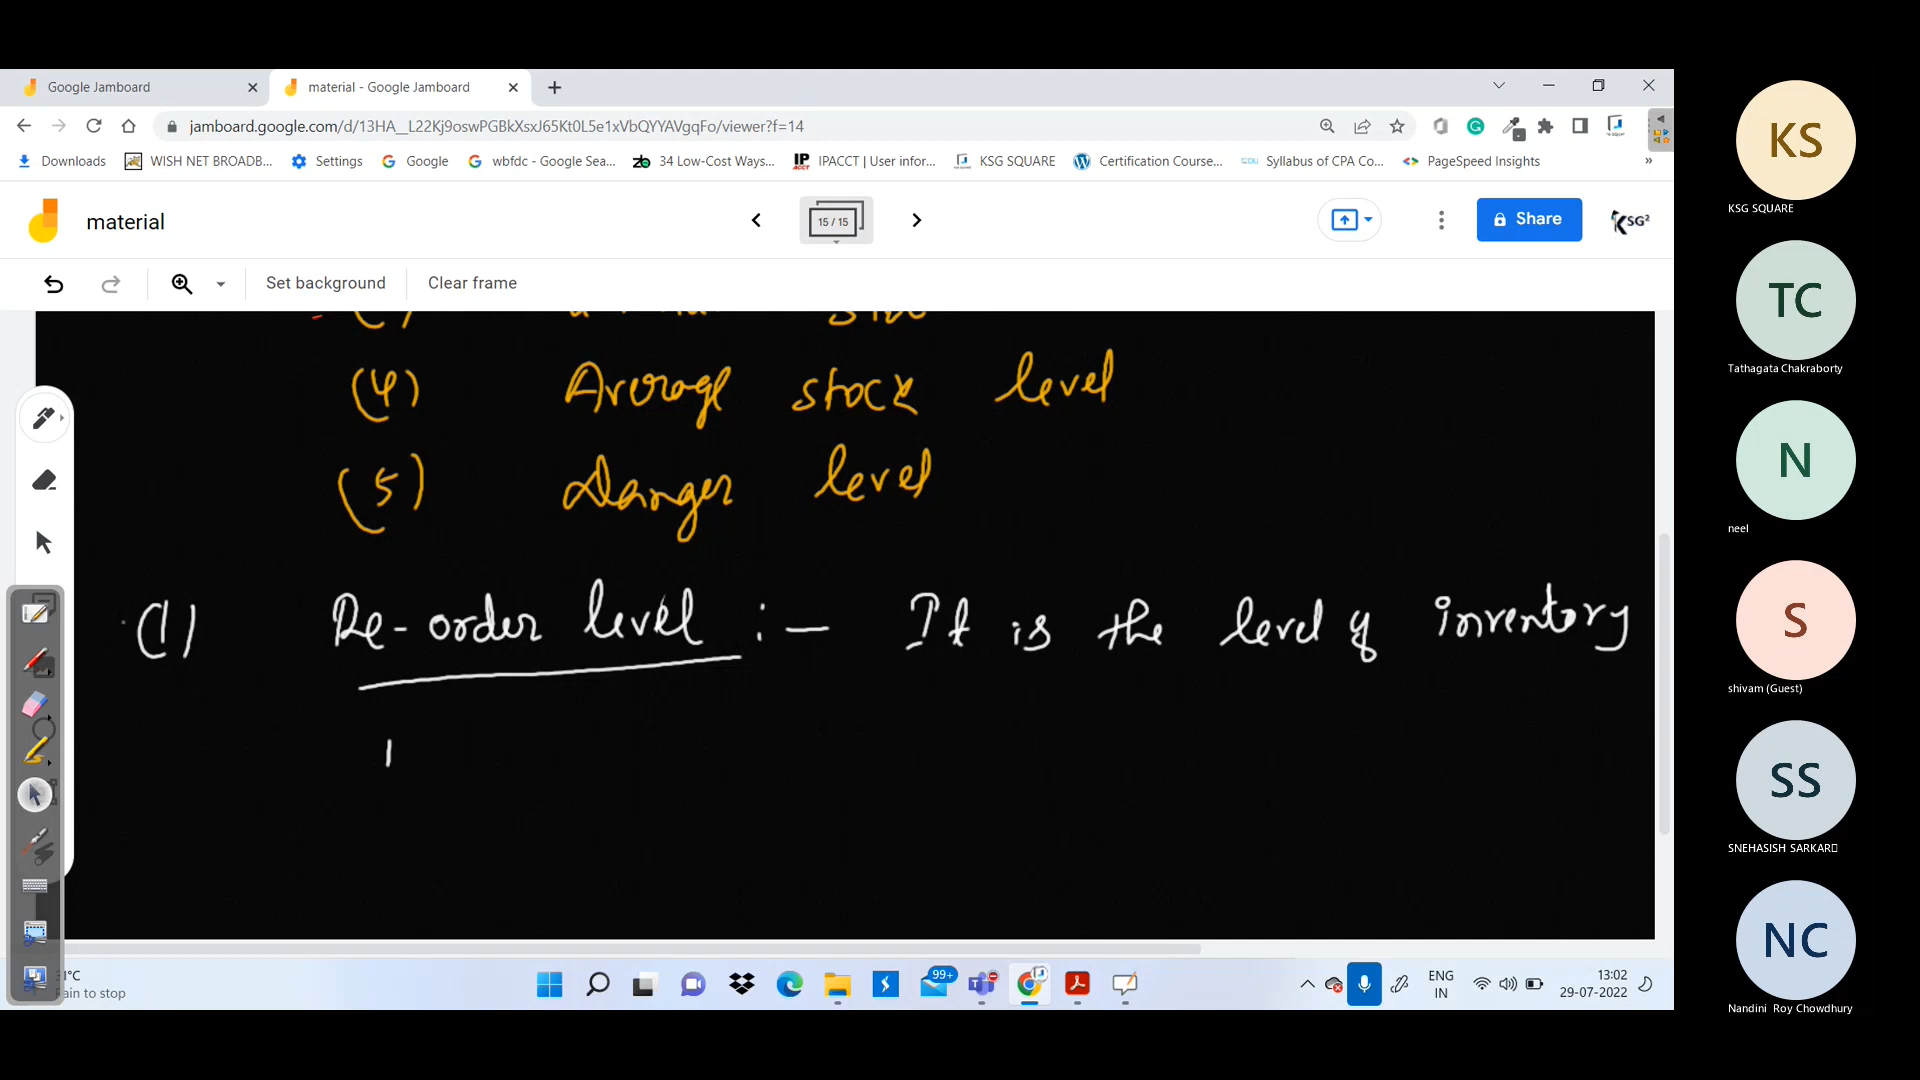 Google Jamboard
material - Google Jamboard
jamboard.google.com/d/13HA__L22Kj9oswPGBkXsxJ65Kt0L5e1xVbQYYAVgqFo/viewer?f=14
Downloads WISH NET BROADB... Settings Google wbfdc - Google Sea... 34 Low-Cost Ways... IPACCT | User infor... KSG SQUARE Certification Course... Syllabus of CPA Co... PageSpeed Insights »
material
15 / 15
Share
KSG²
Set background
Clear frame
(4) Average stock level
(5) Danger level
(1) Re-order level :- It is the level of inventory
KS
KSG SQUARE
TC
Tathagata Chakraborty
N
neel
S
shivam (Guest)
SS
SNEHASISH SARKAR
NC
Nandini Roy Chowdhury
99+
ENG
IN
13:02
29-07-2022